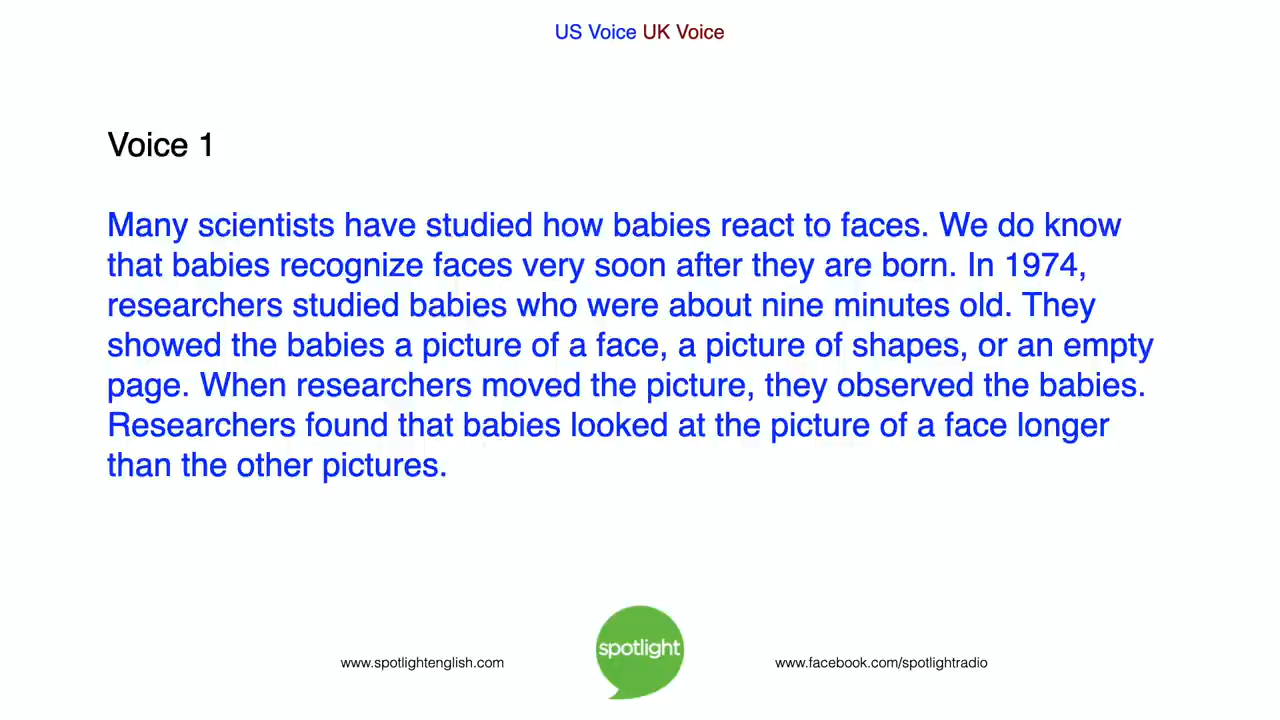 US Voice UK Voice
Voice 1
Many scientists have studied how babies react to faces. We do know
that babies recognize faces very soon after they are born. In 1974,
researchers studied babies who were about nine minutes old. They
showed the babies a picture of a face, a picture of shapes, or an empty
page. When researchers moved the picture, they observed the babies.
Researchers found that babies looked at the picture of a face longer
than the other pictures.
spotlight
www.spotlightenglish.com
www.facebook.com/spotlightradio